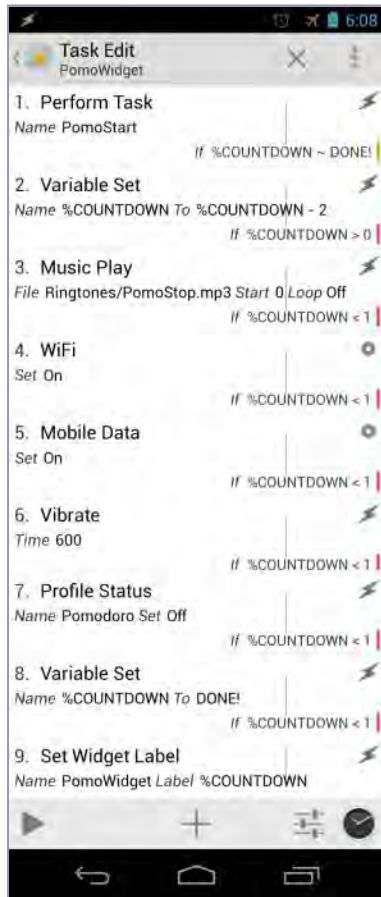 6:08
Task Edit
PomoWidget
1. Perform Task
Name PomoStart
If %COUNTDOWN ~ DONE!
2. Variable Set
Name %COUNTDOWN To %COUNTDOWN - 2
If %COUNTDOWN > 0
3. Music Play
File Ringtones/PomoStop.mp3 Start 0 Loop Off
If %COUNTDOWN < 1
4. WiFi
Set On
If %COUNTDOWN < 1
5. Mobile Data
Set On
If %COUNTDOWN < 1
6. Vibrate
Time 600
If %COUNTDOWN < 1
7. Profile Status
Name Pomodoro Set Off
If %COUNTDOWN < 1
8. Variable Set
Name %COUNTDOWN To DONE!
If %COUNTDOWN < 1
9. Set Widget Label
Name PomoWidget Label %COUNTDOWN